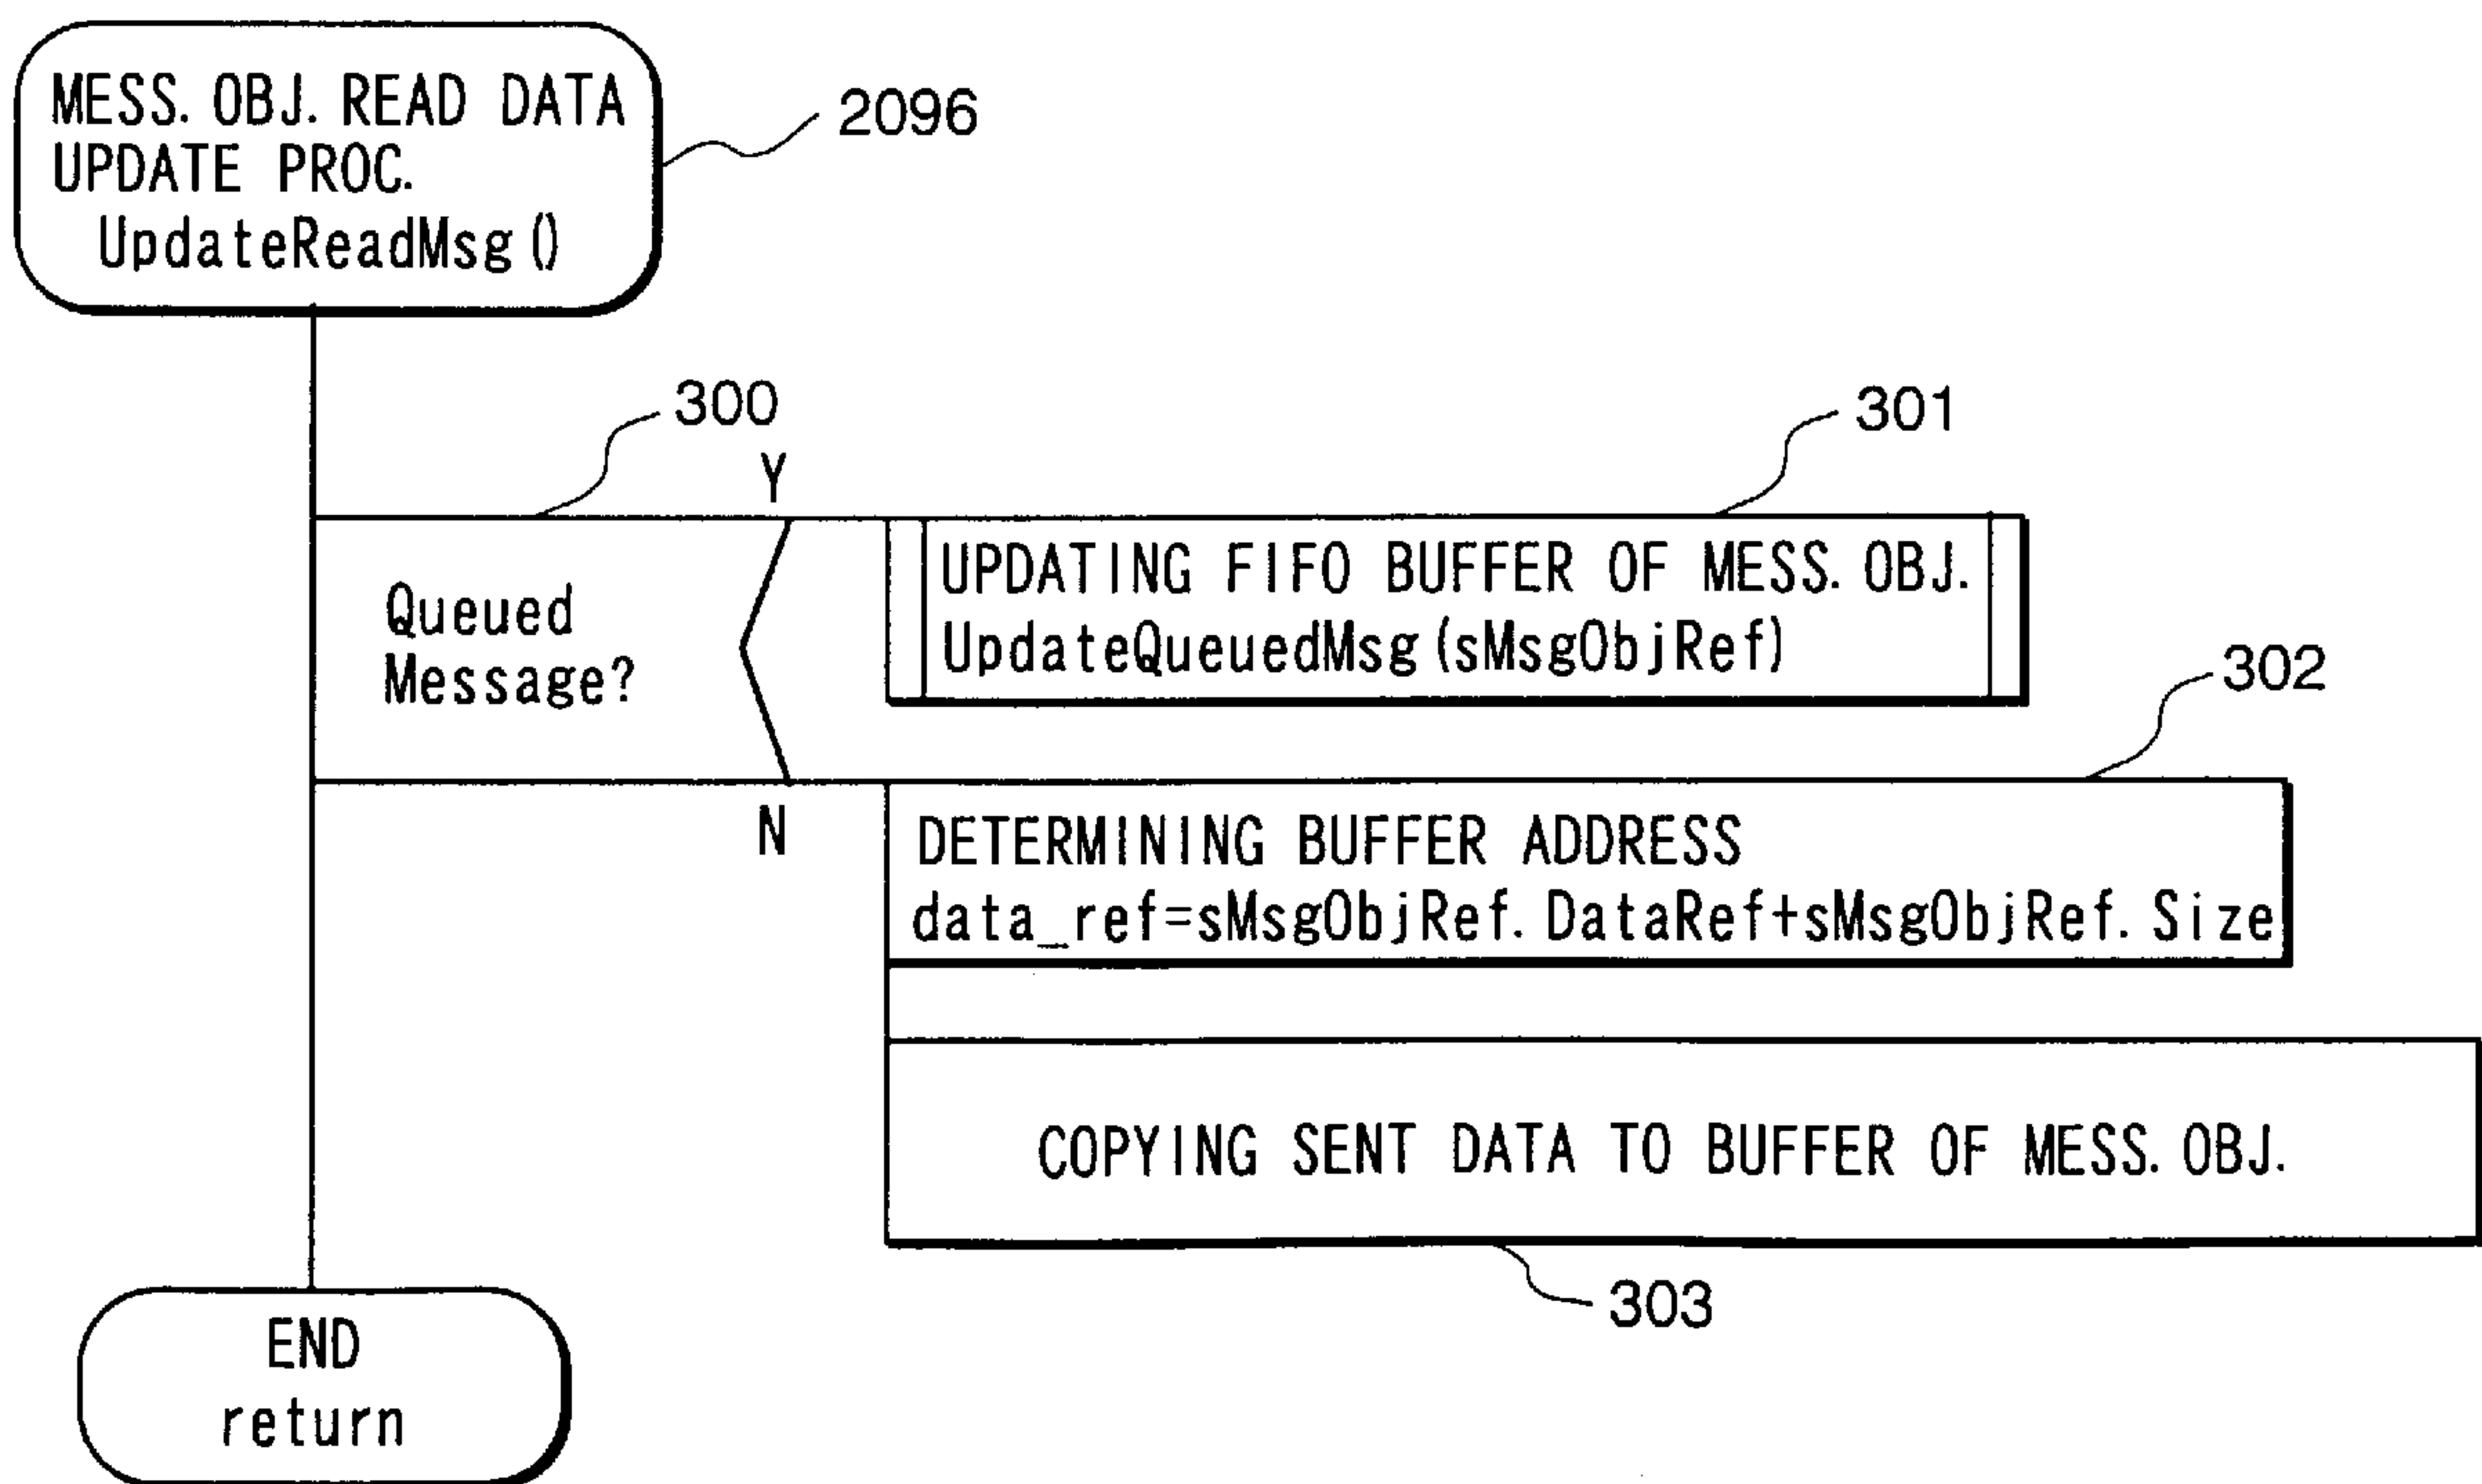 MESS. OBJ. READ DATA
UPDATE PROC.
UpdateReadMsg()
2096
300
301
Y
UPDATING FIFO BUFFER OF MESS. OBJ.
UpdateQueuedMsg(sMsgObjRef)
Queued
Message?
302
N
DETERMINING BUFFER ADDRESS
data_ref=sMsgObjRef.DataRef+sMsgObjRef.Size
COPYING SENT DATA TO BUFFER OF MESS. OBJ.
303
END
return